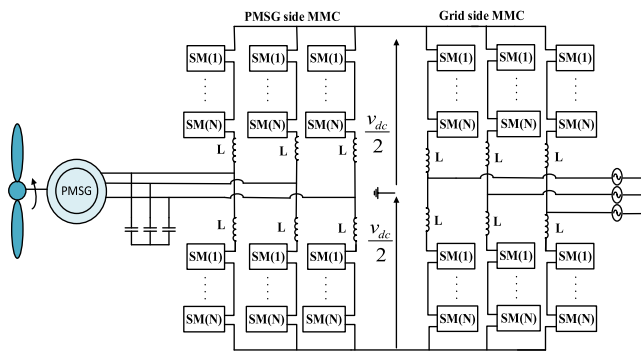 PMSG side MMC
Grid side MMC
SM(1) SM(1) SM(1) SM(1) SM(1) SM(1)
SM(N) SM(N) SM(N) SM(N) SM(N) SM(N)
v_dc/2
L L L L L L
PMSG
v_dc/2
L L L L L L
SM(1) SM(1) SM(1) SM(1) SM(1) SM(1)
SM(N) SM(N) SM(N) SM(N) SM(N) SM(N)